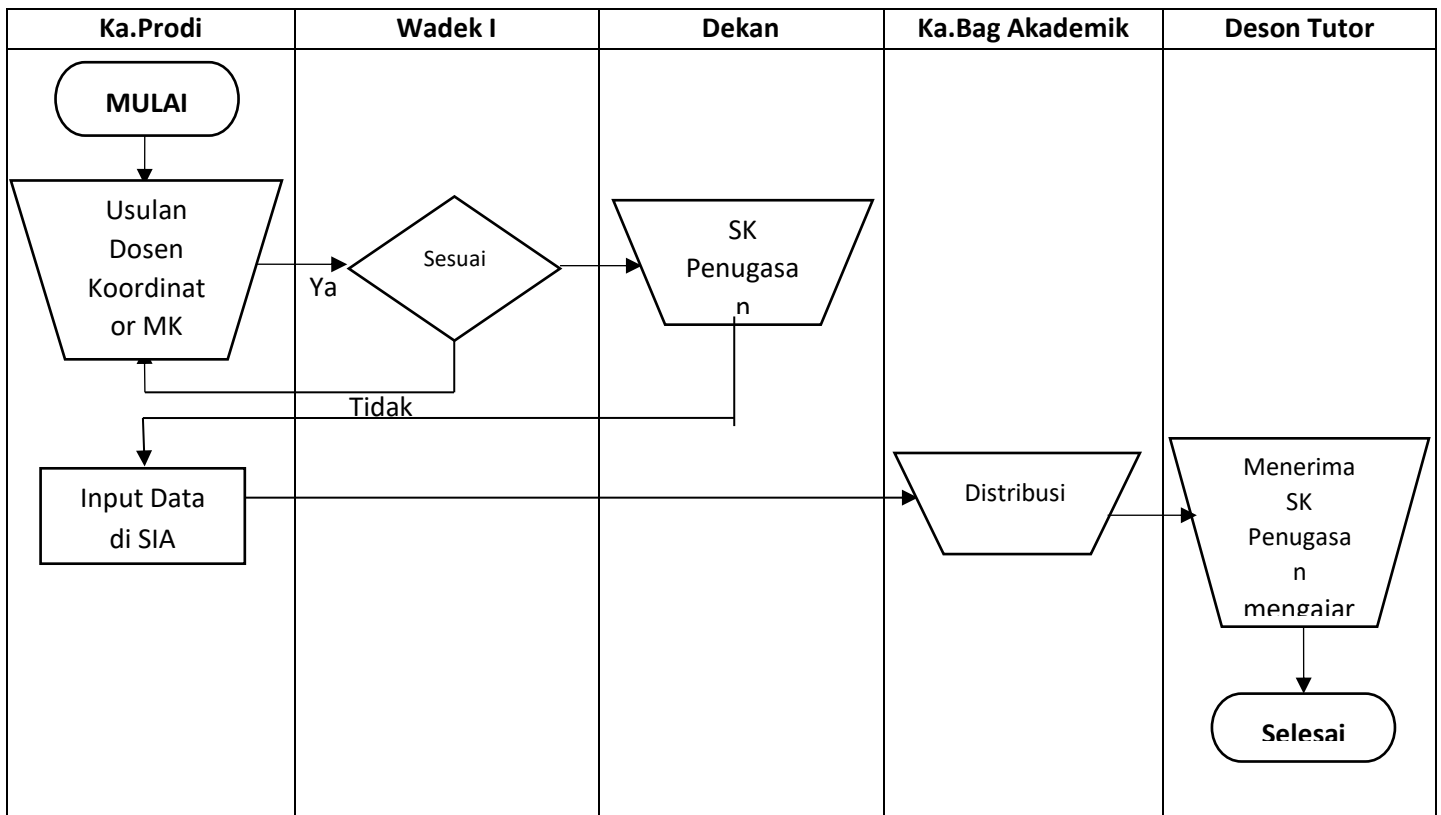 Ka.Prodi
Wadek I
Dekan
Ka.Bag Akademik
Deson Tutor
MULAI
Usulan
Dosen
Koordinat
or MK
Ya
Sesuai
SK
Penugasa
n
Tidak
Input Data
di SIA
Distribusi
Menerima
SK
Penugasa
n
mengajar
Selesai